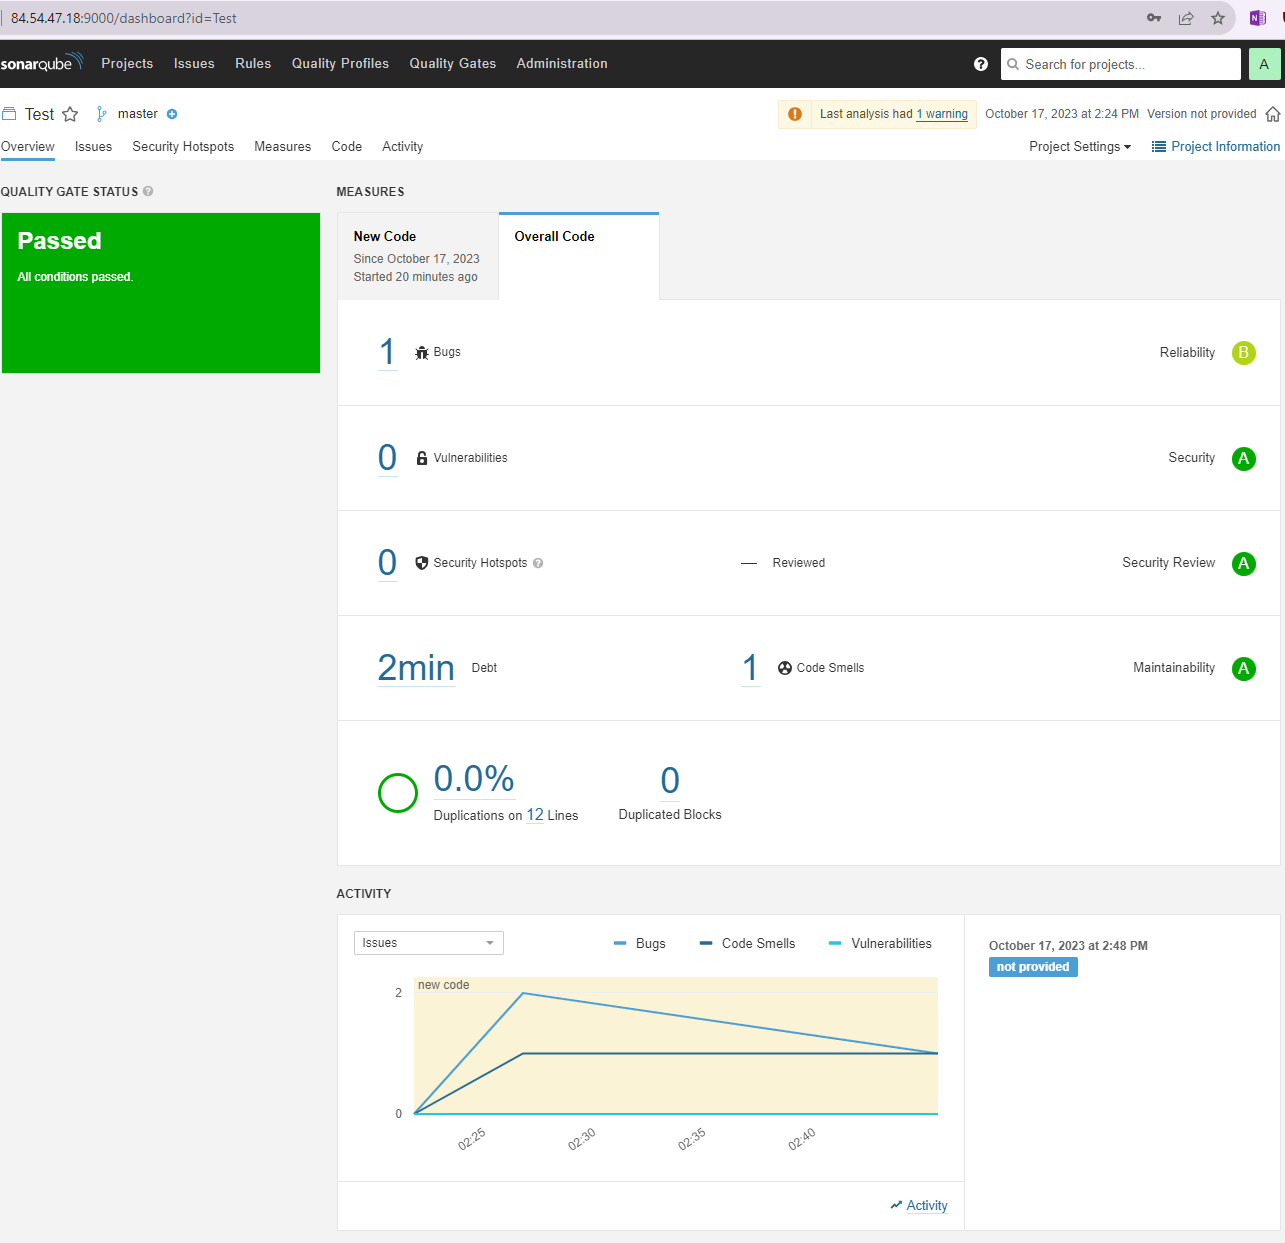 84.54.47.18:9000/dashboard?id=Test
sonarqube Projects Issues Rules Quality Profiles Quality Gates Administration ? Search for projects... A
Test master Last analysis had 1 warning October 17, 2023 at 2:24 PM Version not provided
Overview Issues Security Hotspots Measures Code Activity Project Settings Project Information
QUALITY GATE STATUS ?
Passed
All conditions passed.
MEASURES
New Code
Since October 17, 2023
Started 20 minutes ago
Overall Code
1 Bugs Reliability B
0 Vulnerabilities Security A
0 Security Hotspots ? — Reviewed Security Review A
2min Debt 1 Code Smells Maintainability A
0.0%
Duplications on 12 Lines
0
Duplicated Blocks
ACTIVITY
Issues Bugs Code Smells Vulnerabilities
new code
2
0
02:25 02:30 02:35 02:40
Activity
October 17, 2023 at 2:48 PM
not provided